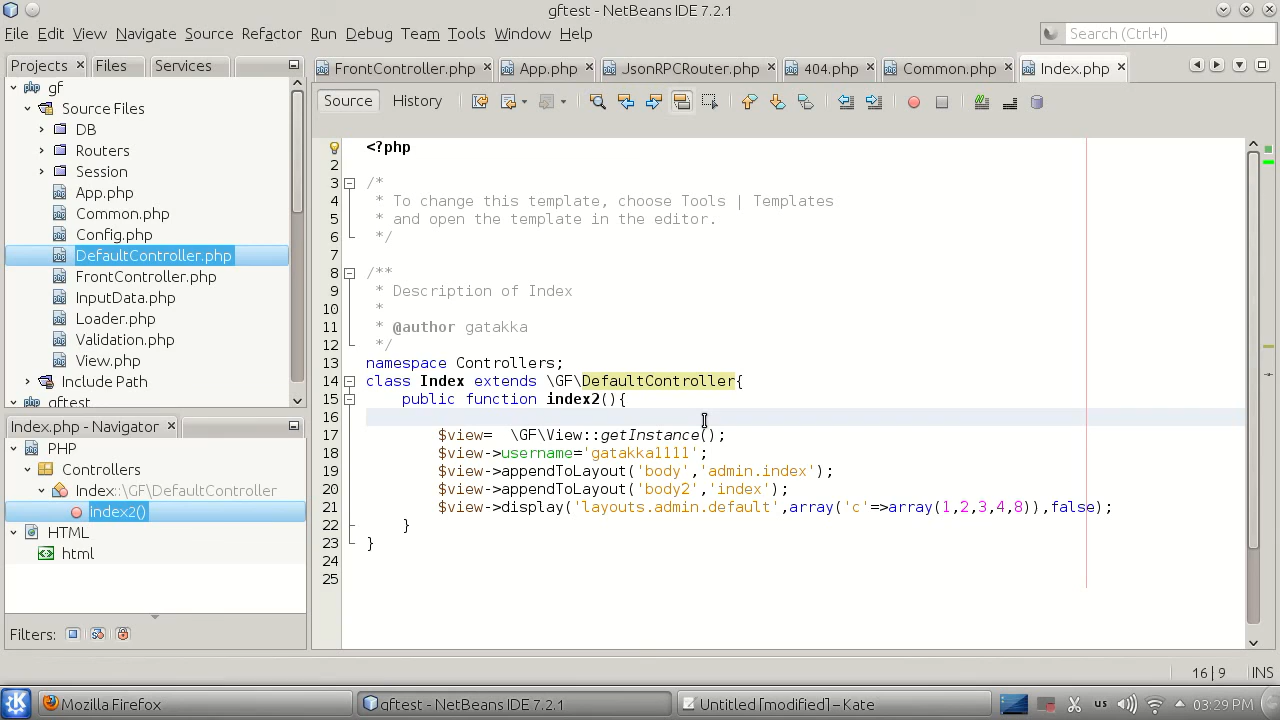 gftest - NetBeans IDE 7.2.1
File Edit View Navigate Source Refactor Run Debug Team Tools Window Help
Search (Ctrl+I)
Projects Files Services
FrontController.php App.php JsonRPCRouter.php 404.php Common.php Index.php
Source History
gf
Source Files
DB
Routers
Session
App.php
Common.php
Config.php
DefaultController.php
FrontController.php
InputData.php
Loader.php
Validation.php
View.php
Include Path
gftest
Index.php - Navigator
PHP
Controllers
Index::\GF\DefaultController
index2()
HTML
html
Filters:
<?php
2
3 /*
4 * To change this template, choose Tools | Templates
5 * and open the template in the editor.
6 */
7
8 /**
9 * Description of Index
10 *
11 * @author gatakka
12 */
13 namespace Controllers;
14 class Index extends \GF\DefaultController{
15 public function index2(){
16
17 $view= \GF\View::getInstance();
18 $view->username='gatakka1111';
19 $view->appendToLayout('body','admin.index');
20 $view->appendToLayout('body2','index');
21 $view->display('layouts.admin.default',array('c'=>array(1,2,3,4,8)),false);
22 }
23 }
24
25
16 | 9 INS
Mozilla Firefox
gftest - NetBeans IDE 7.2.1
Untitled [modified] - Kate
us
03:29 PM